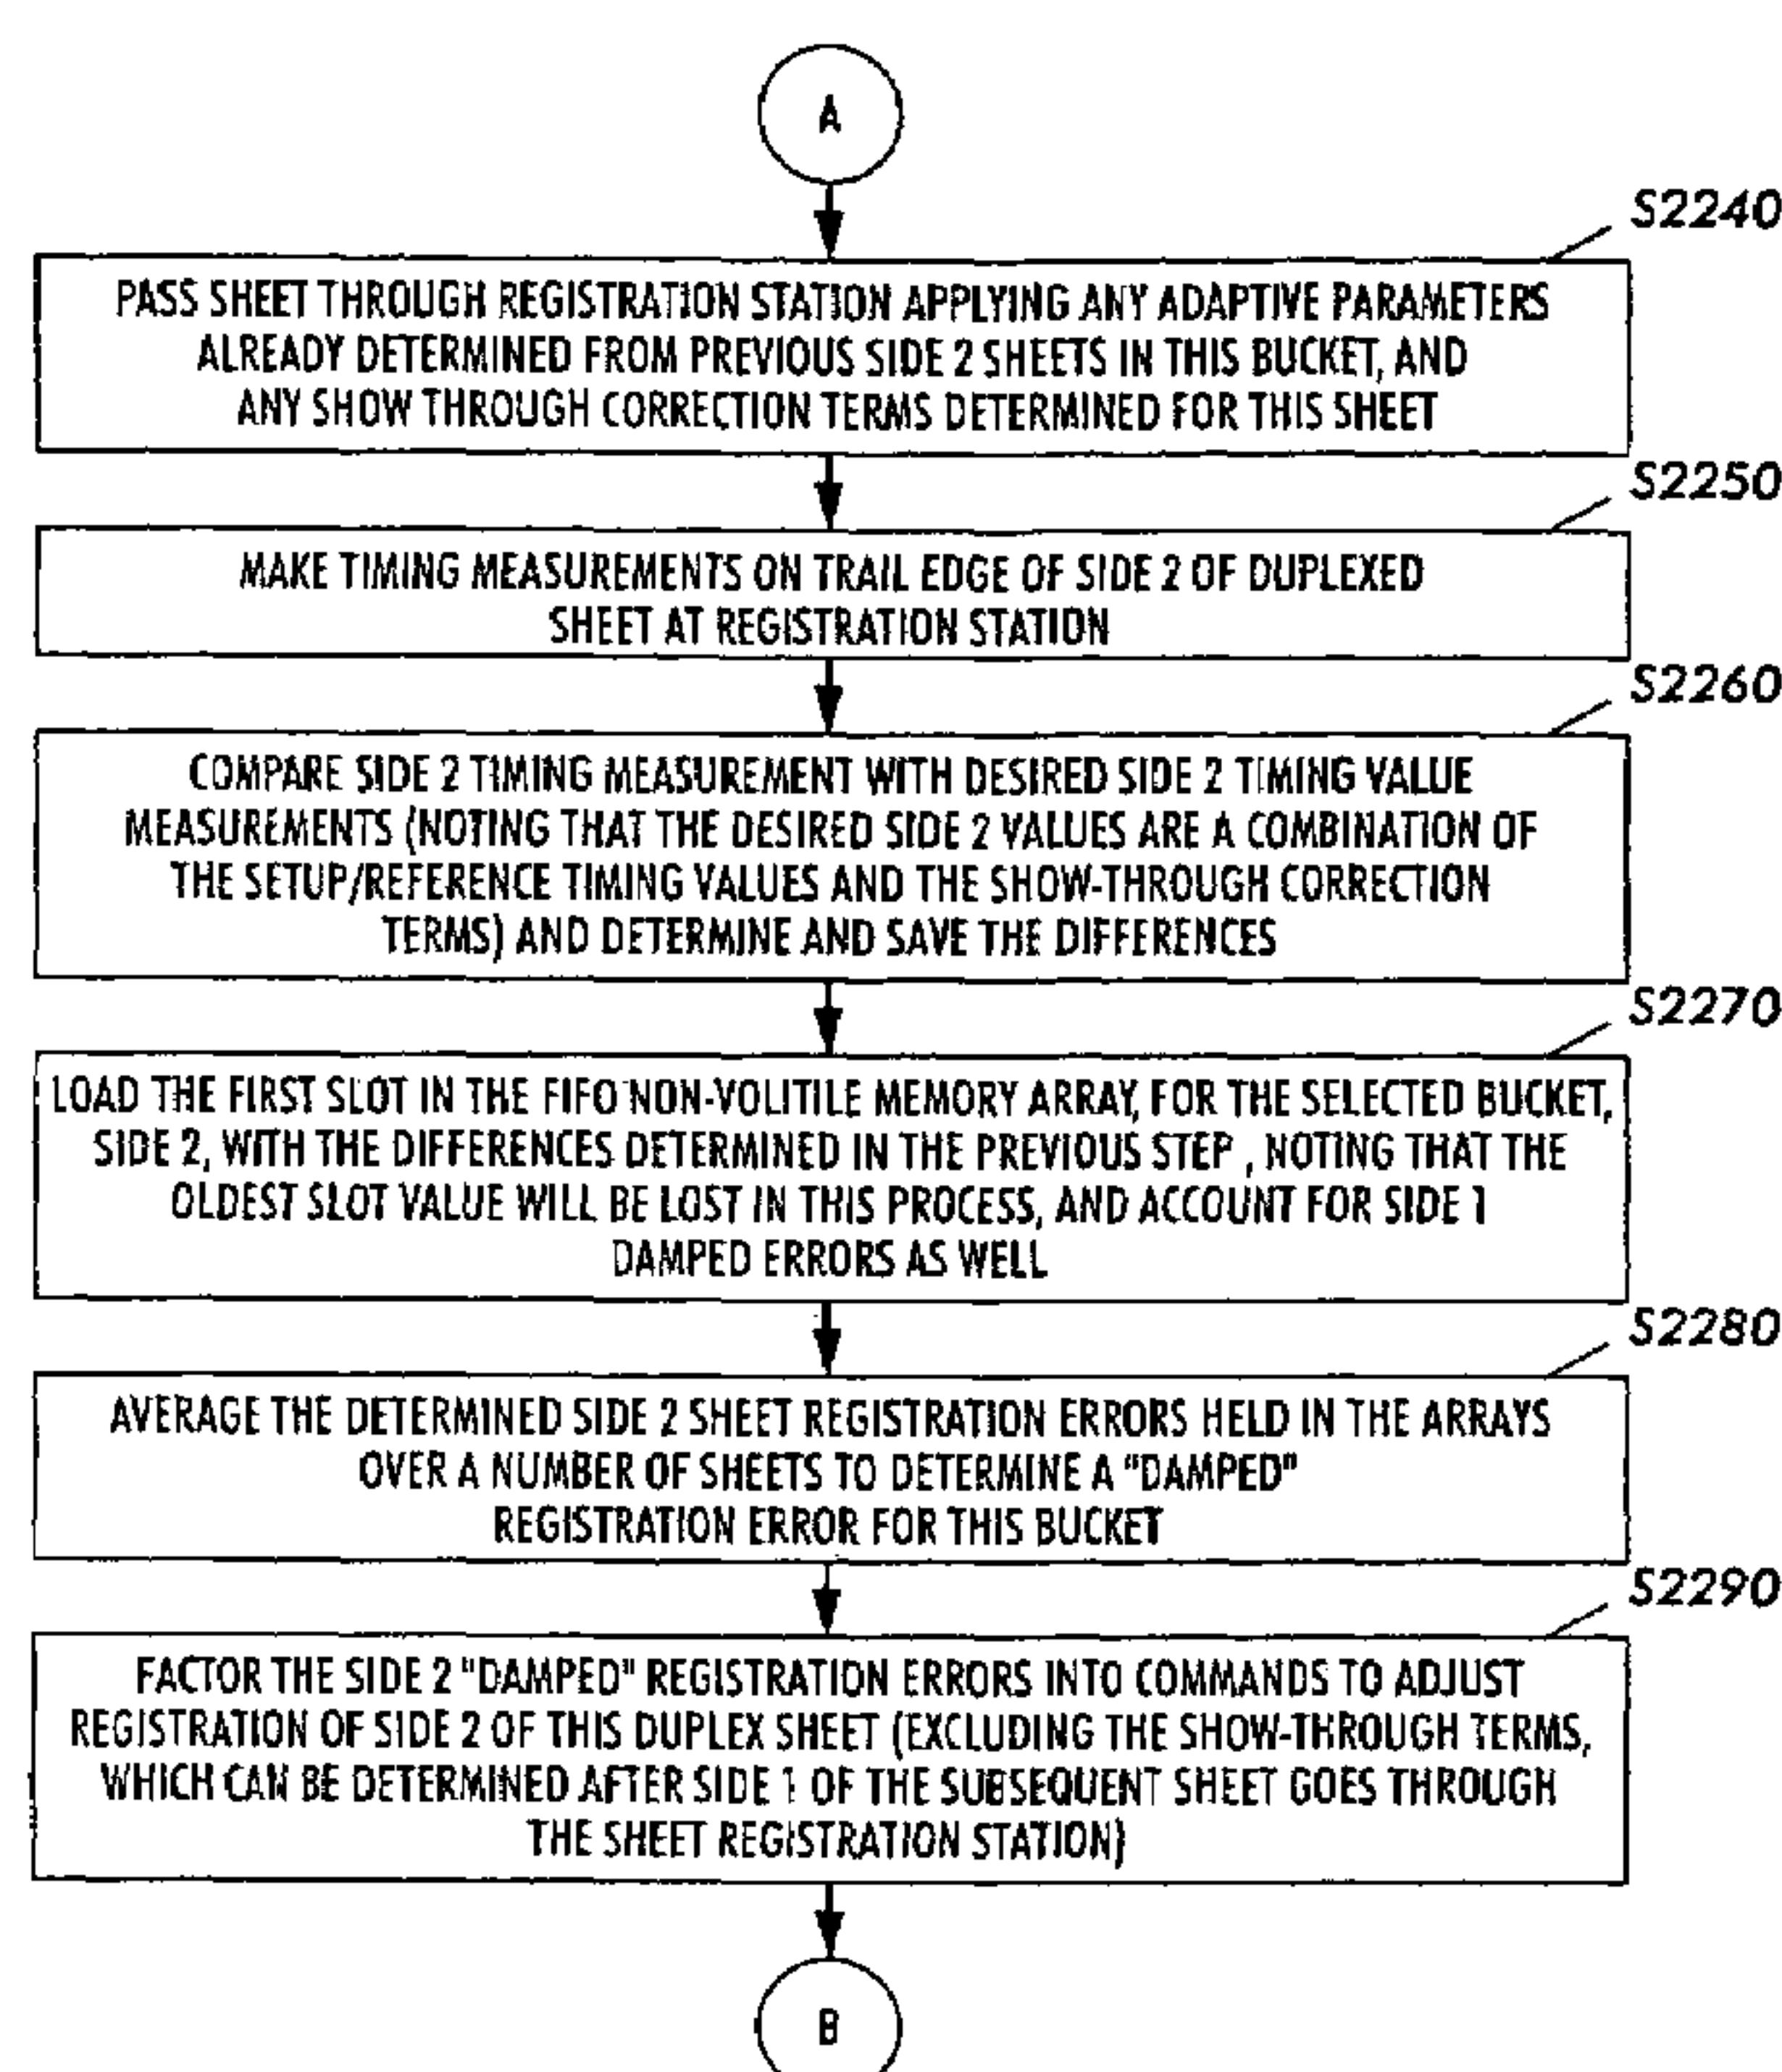 A
S2240
PASS SHEET THROUGH REGISTRATION STATION APPLYING ANY ADAPTIVE PARAMETERS
ALREADY DETERMINED FROM PREVIOUS SIDE 2 SHEETS IN THIS BUCKET, AND
ANY SHOW THROUGH CORRECTION TERMS DETERMINED FOR THIS SHEET
S2250
MAKE TIMING MEASUREMENTS ON TRAIL EDGE OF SIDE 2 OF DUPLEXED
SHEET AT REGISTRATION STATION
S2260
COMPARE SIDE 2 TIMING MEASUREMENT WITH DESIRED SIDE 2 TIMING VALUE
MEASUREMENTS (NOTING THAT THE DESIRED SIDE 2 VALUES ARE A COMBINATION OF
THE SETUP/REFERENCE TIMING VALUES AND THE SHOW-THROUGH CORRECTION
TERMS) AND DETERMINE AND SAVE THE DIFFERENCES
S2270
LOAD THE FIRST SLOT IN THE FIFO NON-VOLITILE MEMORY ARRAY, FOR THE SELECTED BUCKET,
SIDE 2, WITH THE DIFFERENCES DETERMINED IN THE PREVIOUS STEP , NOTING THAT THE
OLDEST SLOT VALUE WILL BE LOST IN THIS PROCESS, AND ACCOUNT FOR SIDE 1
DAMPED ERRORS AS WELL
S2280
AVERAGE THE DETERMINED SIDE 2 SHEET REGISTRATION ERRORS HELD IN THE ARRAYS
OVER A NUMBER OF SHEETS TO DETERMINE A "DAMPED"
REGISTRATION ERROR FOR THIS BUCKET
S2290
FACTOR THE SIDE 2 "DAMPED" REGISTRATION ERRORS INTO COMMANDS TO ADJUST
REGISTRATION OF SIDE 2 OF THIS DUPLEX SHEET (EXCLUDING THE SHOW-THROUGH TERMS,
WHICH CAN BE DETERMINED AFTER SIDE 1 OF THE SUBSEQUENT SHEET GOES THROUGH
THE SHEET REGISTRATION STATION)
B